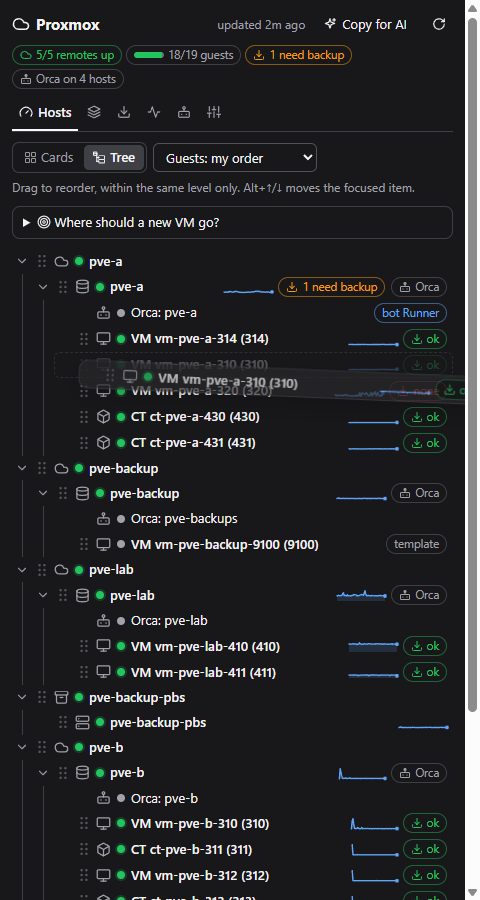 Proxmox updated 2m ago Copy for AI
5/5 remotes up 18/19 guests 1 need backup
Orca on 4 hosts
Hosts
Cards Tree Guests: my order
Drag to reorder, within the same level only. Alt+↑/↓ moves the focused item.
Where should a new VM go?
pve-a
pve-a 1 need backup Orca
Orca: pve-a bot Runner
VM vm-pve-a-314 (314) ok
VM vm-pve-a-310 (310) ok
VM vm-pve-a-310 (310)
VM vm-pve-a-320 (320)
CT ct-pve-a-430 (430) ok
CT ct-pve-a-431 (431) ok
pve-backup
pve-backup Orca
Orca: pve-backups
VM vm-pve-backup-9100 (9100) template
pve-lab
pve-lab Orca
Orca: pve-lab
VM vm-pve-lab-410 (410) ok
VM vm-pve-lab-411 (411) ok
pve-backup-pbs
pve-backup-pbs
pve-b
pve-b Orca
Orca: pve-b
VM vm-pve-b-310 (310) ok
CT ct-pve-b-311 (311) ok
VM vm-pve-b-312 (312) ok